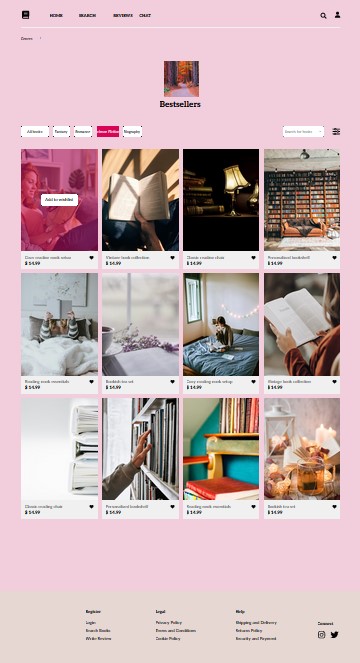 HOME SEARCH REVIEWS CHAT
Genres
Bestsellers
All books Fantasy Romance Science Fiction Biography
Search for books
Add to wishlist
Cozy reading nook setup
$ 14.99
Vintage book collection
$ 14.99
Classic reading chair
$ 14.99
Personalized bookshelf
$ 14.99
Reading nook essentials
$ 14.99
Bookish tea set
$ 14.99
Cozy reading nook setup
$ 14.99
Vintage book collection
$ 14.99
Classic reading chair
$ 14.99
Personalized bookshelf
$ 14.99
Reading nook essentials
$ 14.99
Bookish tea set
$ 14.99
Register
Login
Search Books
Write Review
Legal
Privacy Policy
Terms and Conditions
Cookie Policy
Help
Shipping and Delivery
Returns Policy
Security and Payment
Connect